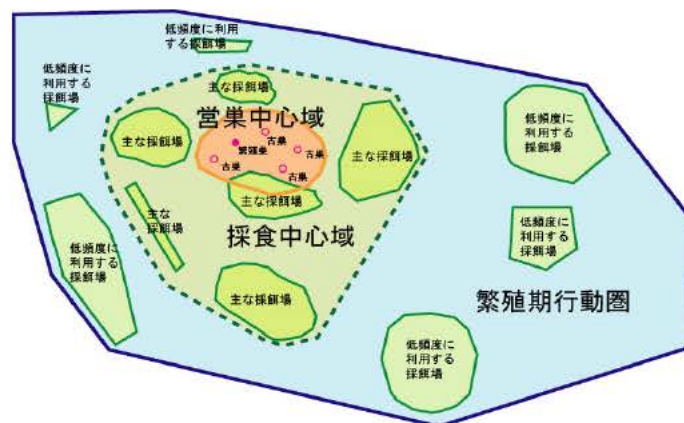 低頻度に利用
する採餌場
低頻度に
利用する
採餌場
主な採餌場
営巣中心域
古巣
繁殖巣
古巣
古巣
古巣
主な採餌場
主な採餌場
主な採餌場
主な
採餌場
採食中心域
主な採餌場
低頻度に
利用する
採餌場
低頻度に
利用する
採餌場
低頻度に
利用する
採餌場
繁殖期行動圏
低頻度に
利用する
採餌場